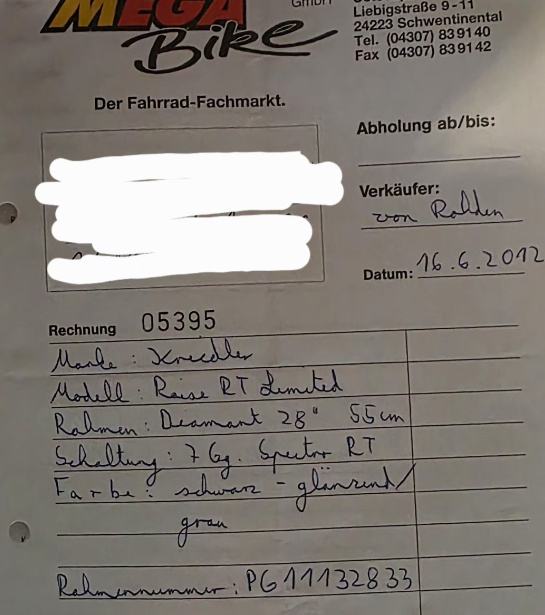 MEGA Bike
GmbH
Liebigstraße 9-11
24223 Schwentinental
Tel. (04307) 839140
Fax (04307) 839142
Der Fahrrad-Fachmarkt.
Abholung ab/bis:
Verkäufer:
von Rohden
Datum: 16.6.2012
Rechnung 05395
Marke: Kreidler
Modell: Raise RT Limited
Rahmen: Diamant 28" 55cm
Schaltung: 7 Gg. Spector RT
Farbe: schwarz - glänzend/
grau
Rahmennummer: PG11132833